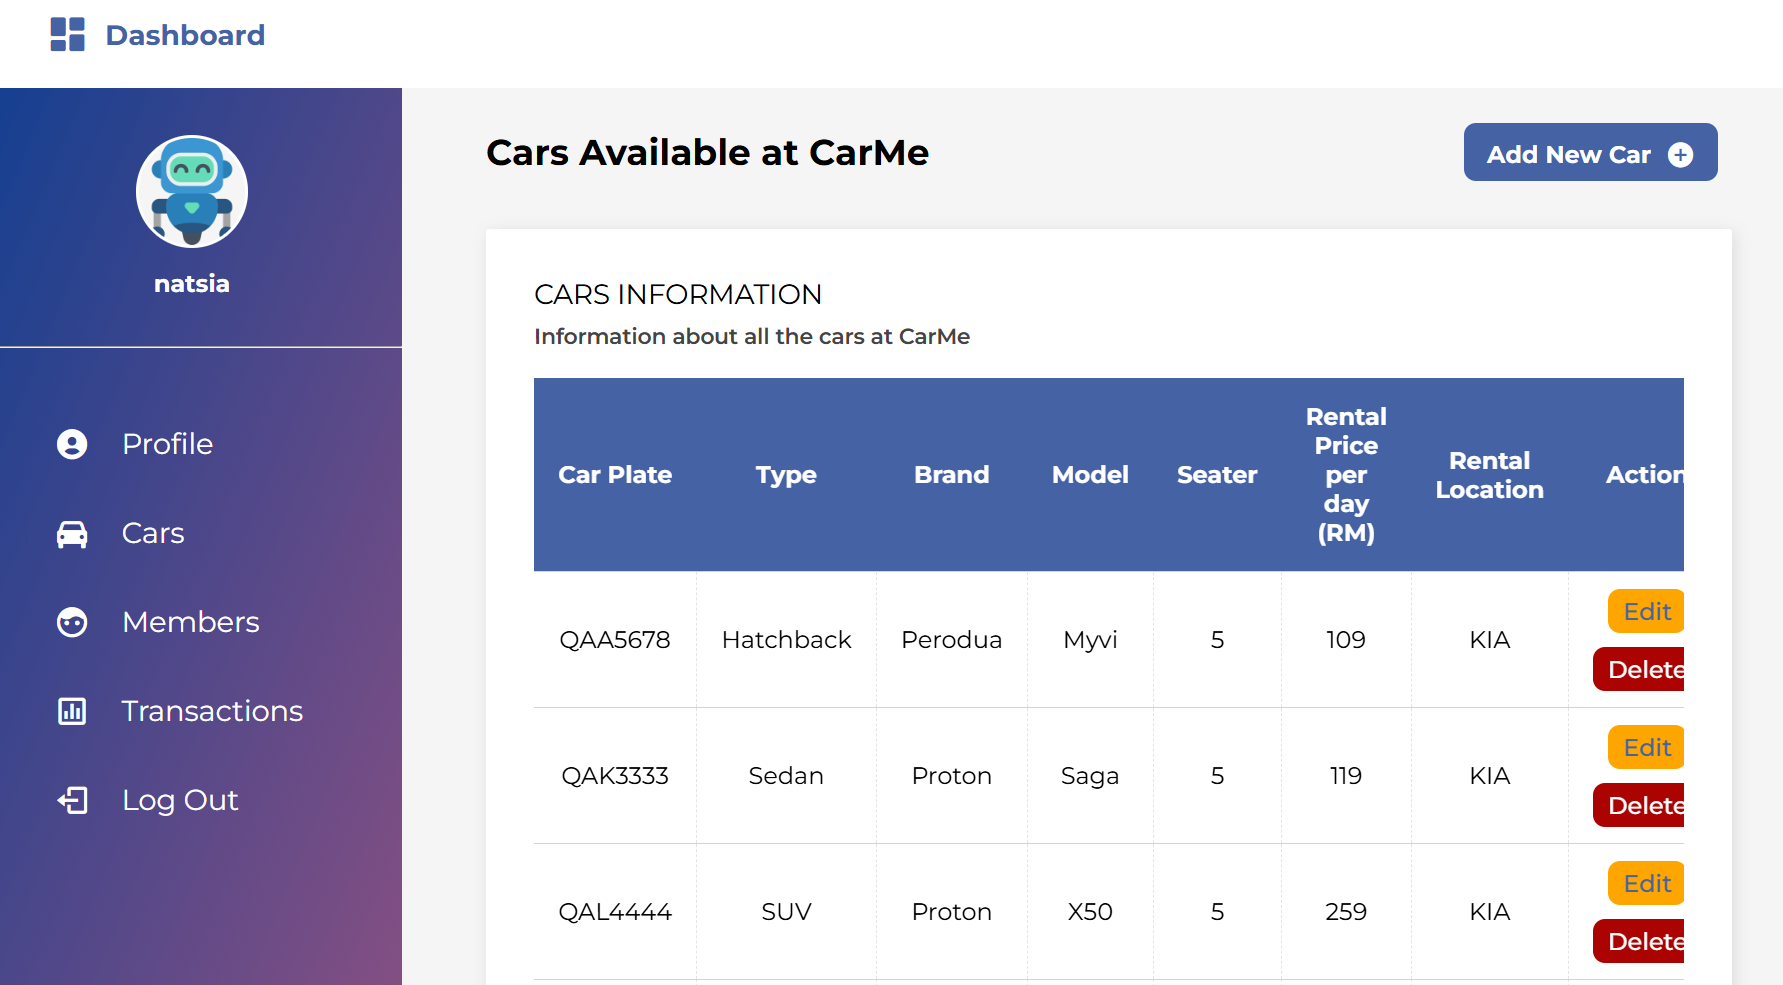 Dashboard
natsia
Profile
Cars
Members
Transactions
Log Out
Cars Available at CarMe
Add New Car
CARS INFORMATION
Information about all the cars at CarMe
Car Plate Type Brand Model Seater Rental Price per day (RM) Rental Location Action
QAA5678 Hatchback Perodua Myvi 5 109 KIA Edit Delete
QAK3333 Sedan Proton Saga 5 119 KIA Edit Delete
QAL4444 SUV Proton X50 5 259 KIA Edit Delete